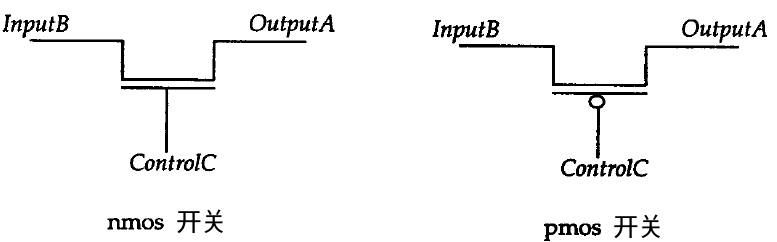 InputB OutputA
ControlC
nmos 开关
InputB OutputA
ControlC
pmos 开关